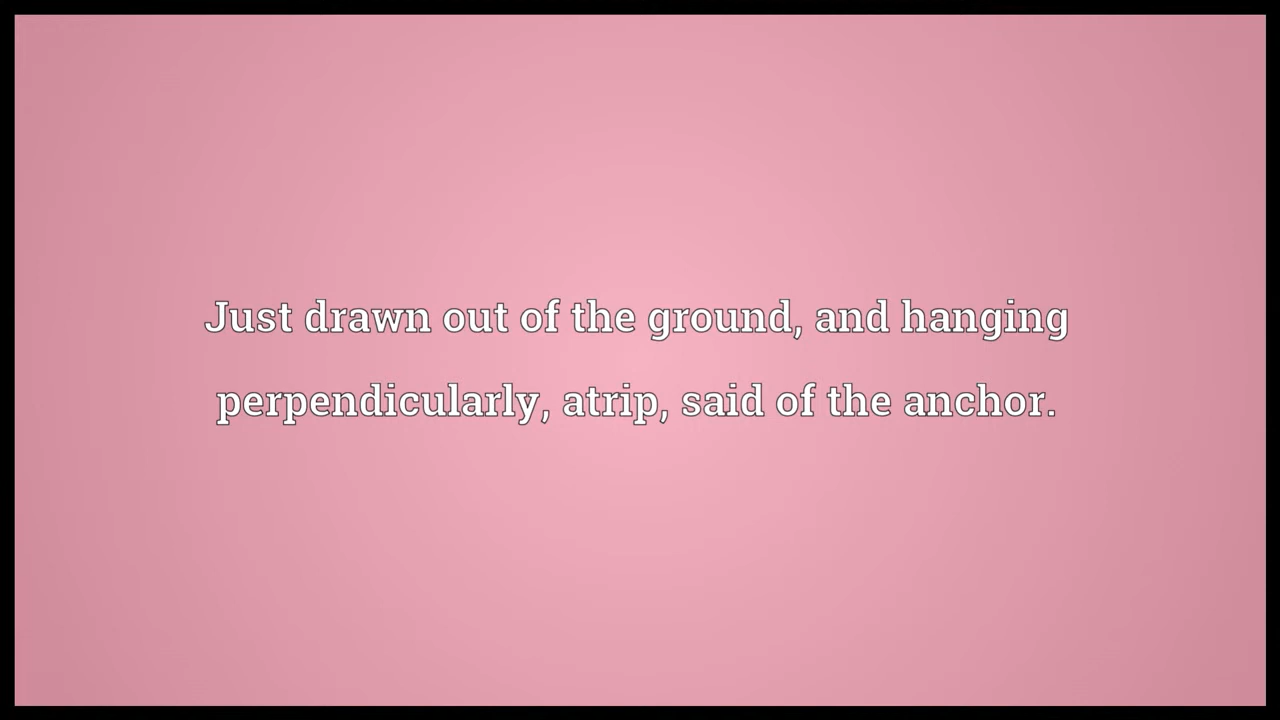 Just drawn out of the ground, and hanging
perpendicularly, atrip, said of the anchor.